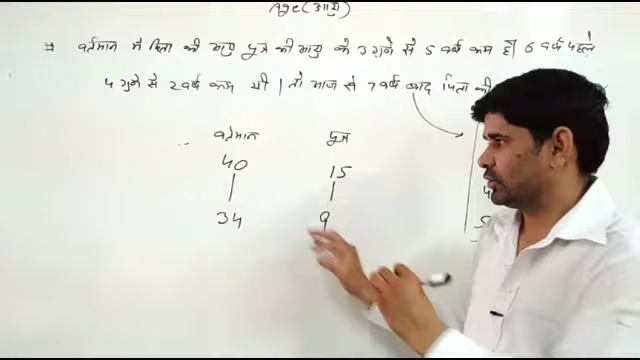 Age(आयु)
# वर्तमान में पिता की आयु पुत्र की आयु के 3 गुने से 5 वर्ष कम है। 6 वर्ष पहले
4 गुने से 2 वर्ष कम थी। तो आज से 7 वर्ष बाद पिता की
वर्तमान पुत्र
40 15
34 9